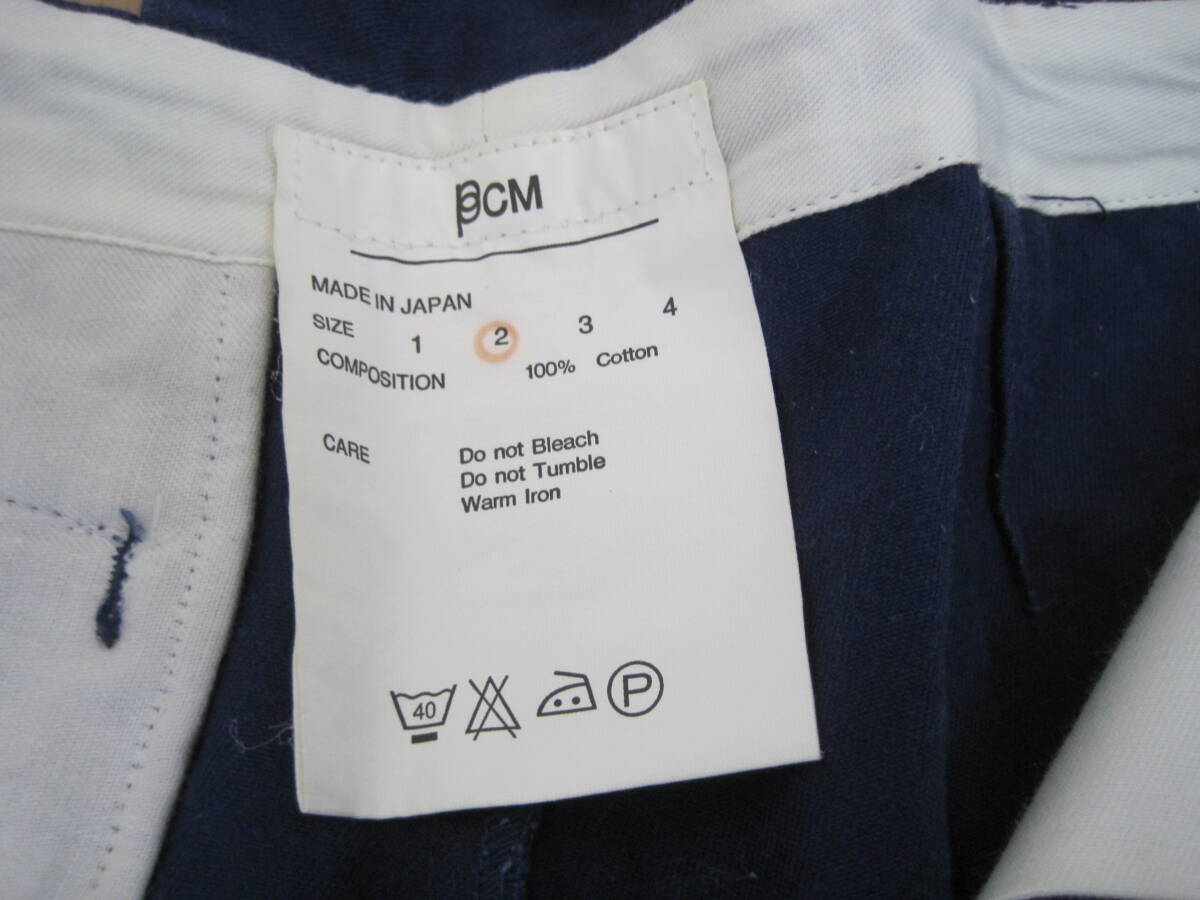 CM
MADE IN JAPAN
SIZE 1 2 3 4
COMPOSITION 100% Cotton
CARE Do not Bleach
Do not Tumble
Warm Iron
40 P